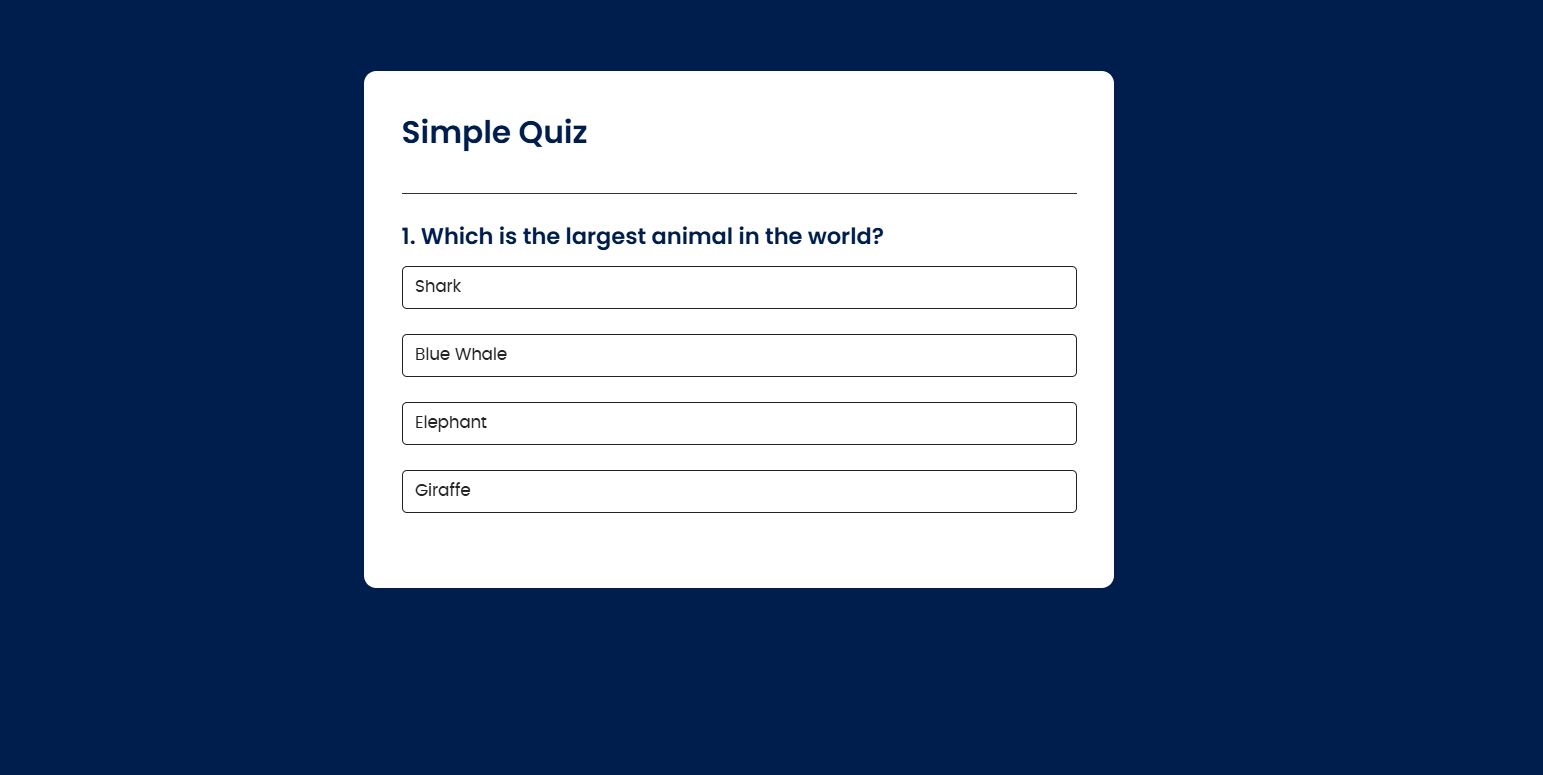 Simple Quiz
1. Which is the largest animal in the world?
Shark
Blue Whale
Elephant
Giraffe